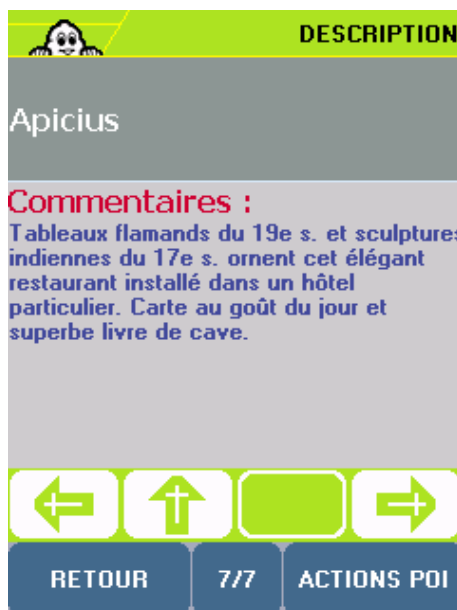 DESCRIPTION
Apicius
Commentaires :
Tableaux flamands du 19e s. et sculptures
indiennes du 17e s. ornent cet élégant
restaurant installé dans un hôtel
particulier. Carte au goût du jour et
superbe livre de cave.
RETOUR 7/7 ACTIONS POI